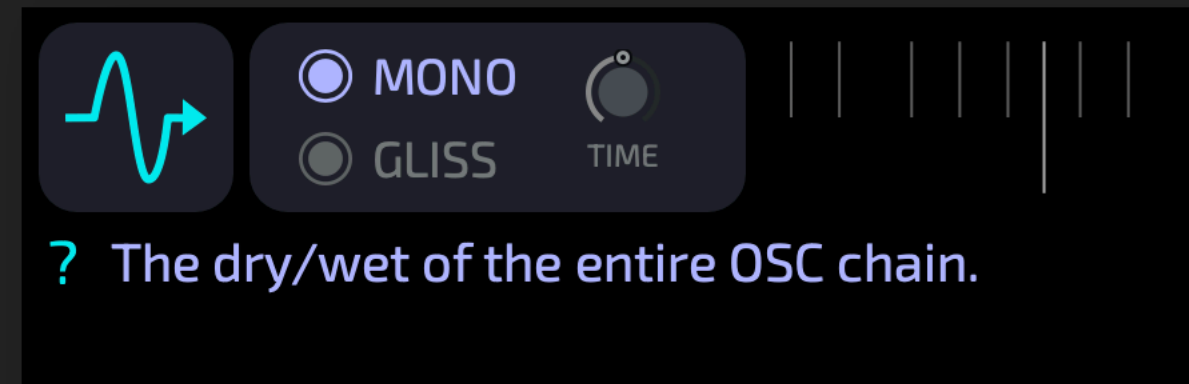 MONO
GLISS
TIME
? The dry/wet of the entire OSC chain.